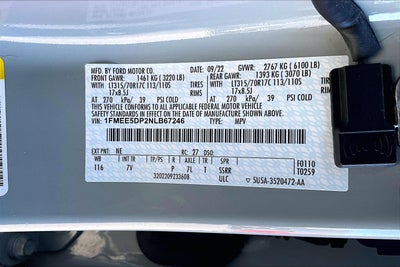 MFD. BY FORD MOTOR CO.
09/22 GVWR: 2767 KG (6100 LB)
FRONT GAWR: 1461 KG (3220 LB) REAR GAWR: 1393 KG (3070 LB)
LT315/70R17C 113/110S TIRES LT315/70R17C 113/110S
17x8.5J RIMS 17x8.5J
AT 270 kPa/ 39 PSI COLD AT 270 kPa/ 39 PSI COLD
THIS VEHICLE CONFORMS TO ALL APPLICABLE FEDERAL MOTOR VEHICLE
SAFETY STANDARDS IN EFFECT ON THE DATE OF MANUFACTURE SHOWN ABOVE.
VIN: 1FMEE5DP2NLB67246 TYPE: MPV
EXT PNT: NE RC: 27 DSO:
WB INT TR TP/PS R AXLE TR SPR
116 7V P 7L T SSRR
3202209233608 ULC
F0110
T0259
5USA-3520472-AA